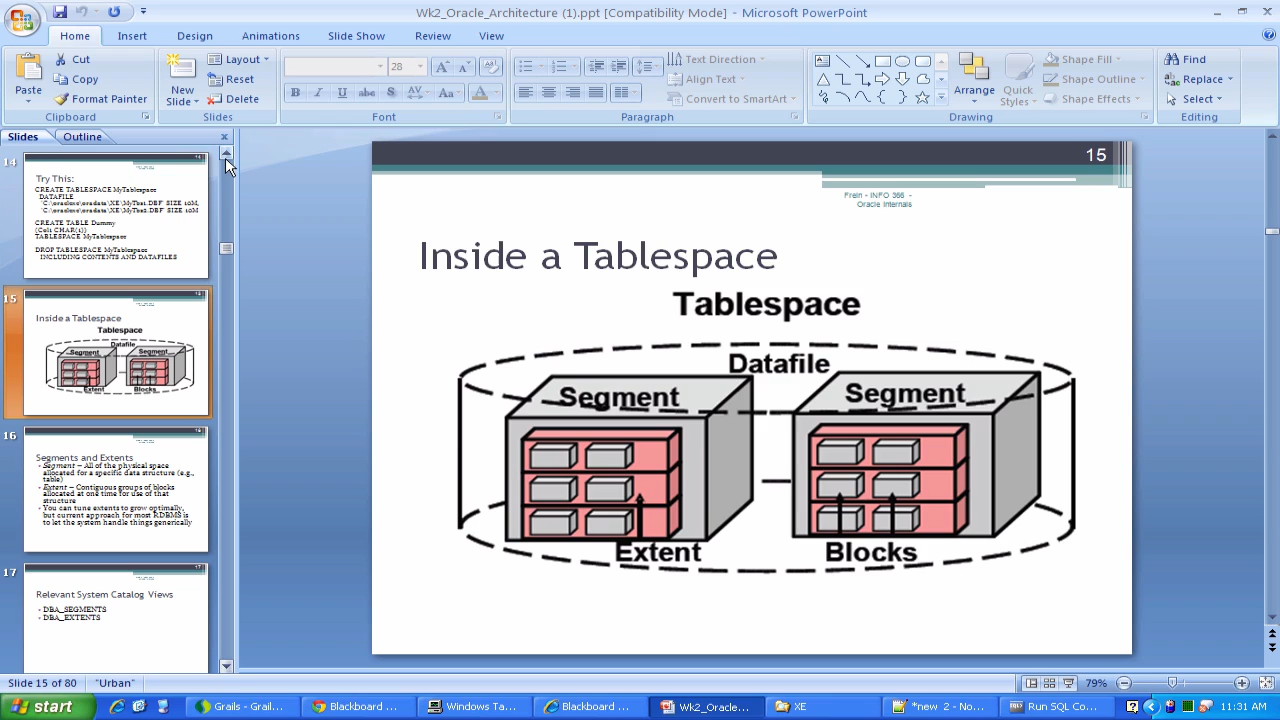 Wk2_Oracle_Architecture (1).ppt [Compatibility Mode] - Microsoft PowerPoint
Home Insert Design Animations Slide Show Review View
Paste
Cut
Copy
Format Painter
Clipboard
New
Slide
Layout
Reset
Delete
Slides
28
Font
Text Direction
Align Text
Convert to SmartArt
Paragraph
Arrange
Quick
Styles
Shape Fill
Shape Outline
Shape Effects
Drawing
Find
Replace
Select
Editing
Slides Outline
14
Try This:
CREATE TABLESPACE MyTablespace
DATAFILE
CREATE TABLE Dummy
(Col1 CHAR(1))
TABLESPACE MyTablespace
DROP TABLESPACE MyTablespace
INCLUDING CONTENTS AND DATAFILES
15
Inside a Tablespace
Tablespace
Datafile
Segment Segment
Extent Blocks
16
Segments and Extents
• Segment – All of the physical space
allocated for a specific data structure (e.g.,
table)
• Extent – Contiguous groups of blocks
allocated at one time for use of that
structure
• You can tune extents to grow optimally,
but current approach for most RDBMS is
to let the system handle things generically
17
Relevant System Catalog Views
• DBA_SEGMENTS
• DBA_EXTENTS
15
Frein - INFO 366 -
Oracle Internals
Inside a Tablespace
Tablespace
Datafile
Segment Segment
Extent Blocks
Slide 15 of 80 "Urban" 79%
start Grails - Grail... Blackboard ... Windows Ta... Blackboard ... Wk2_Oracle... XE *new 2 - No... Run SQL Co... 11:31 AM